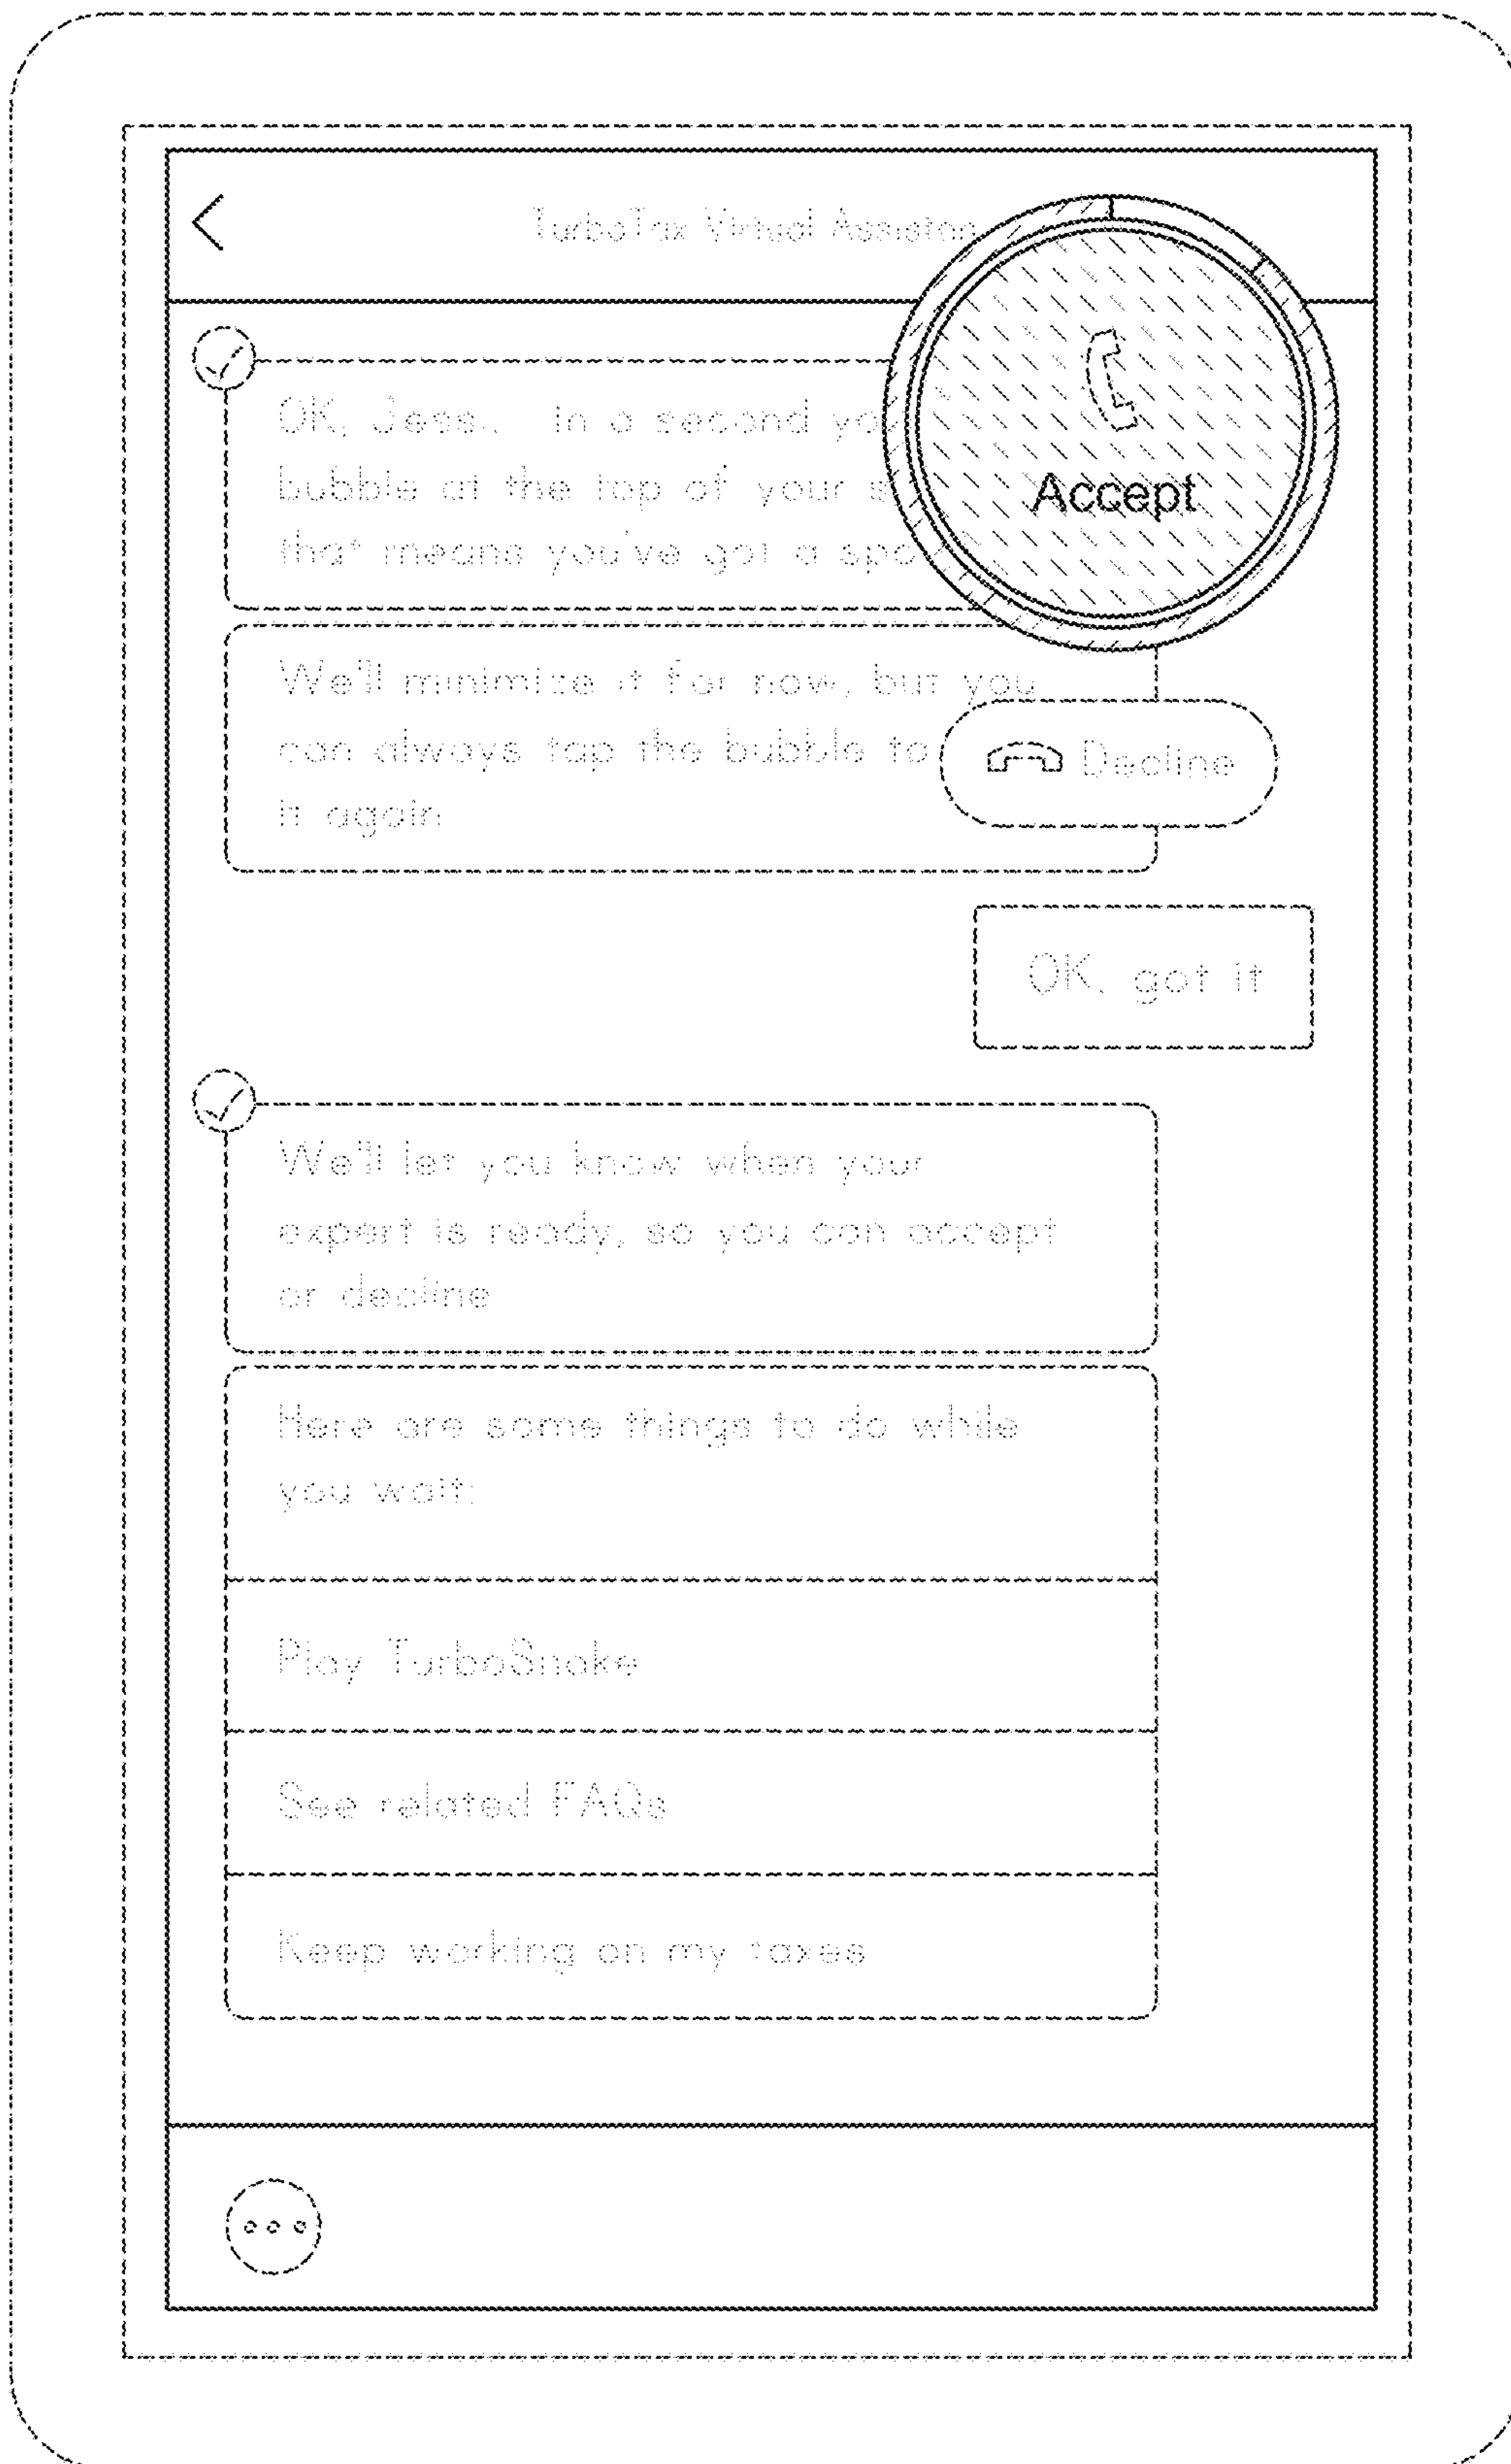 TurboTax Virtual Assistan
OK, Jess... In a second yo
bubble at the top of your s
that means you've got a spo
Accept
We'll minimize it for now, but you
can always tap the bubble to
it again
Decline
OK, got it
We'll let you know when your
expert is ready, so you can accept
or decline
Here are some things to do while
you wait:
Play TurboSnake
See related FAQs
Keep working on my taxes